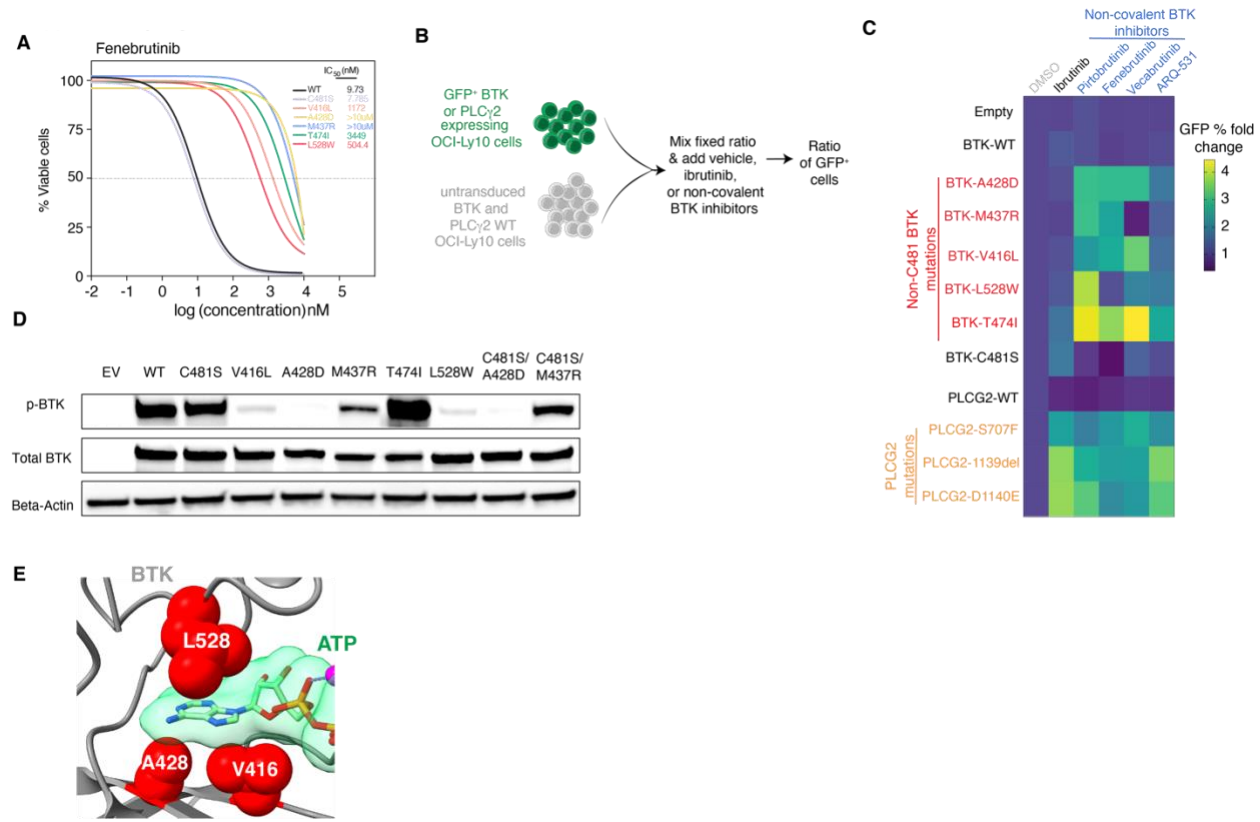 A
Fenebrutinib
% Viable cells
100
75
50
25
0
-2
-1
0
1
2
3
4
5
log (concentration) nM
IC50 (nM)
WT 9.73
C481S 7.785
V416L 1172
A428D >10uM
M437R >10uM
T474I 3449
L528W 504.4
B
GFP+ BTK
or PLCγ2
expressing
OCI-Ly10 cells
untransduced
BTK and
PLCγ2 WT
OCI-Ly10 cells
Mix fixed ratio
& add vehicle,
ibrutinib,
or non-covalent
BTK inhibitors
Ratio
of GFP+
cells
C
Non-covalent BTK
inhibitors
DMSO
Ibrutinib
Pirtobrutinib
Fenebrutinib
Vecabrutinib
ARQ-531
Empty
BTK-WT
BTK-A428D
BTK-M437R
BTK-V416L
BTK-L528W
BTK-T474I
BTK-C481S
PLCG2-WT
PLCG2-S707F
PLCG2-1139del
PLCG2-D1140E
Non-C481 BTK
mutations
PLCG2
mutations
GFP % fold
change
4
3
2
1
D
EV
WT
C481S
V416L
A428D
M437R
T474I
L528W
C481S/
A428D
C481S/
M437R
p-BTK
Total BTK
Beta-Actin
E
BTK
L528
ATP
A428
V416